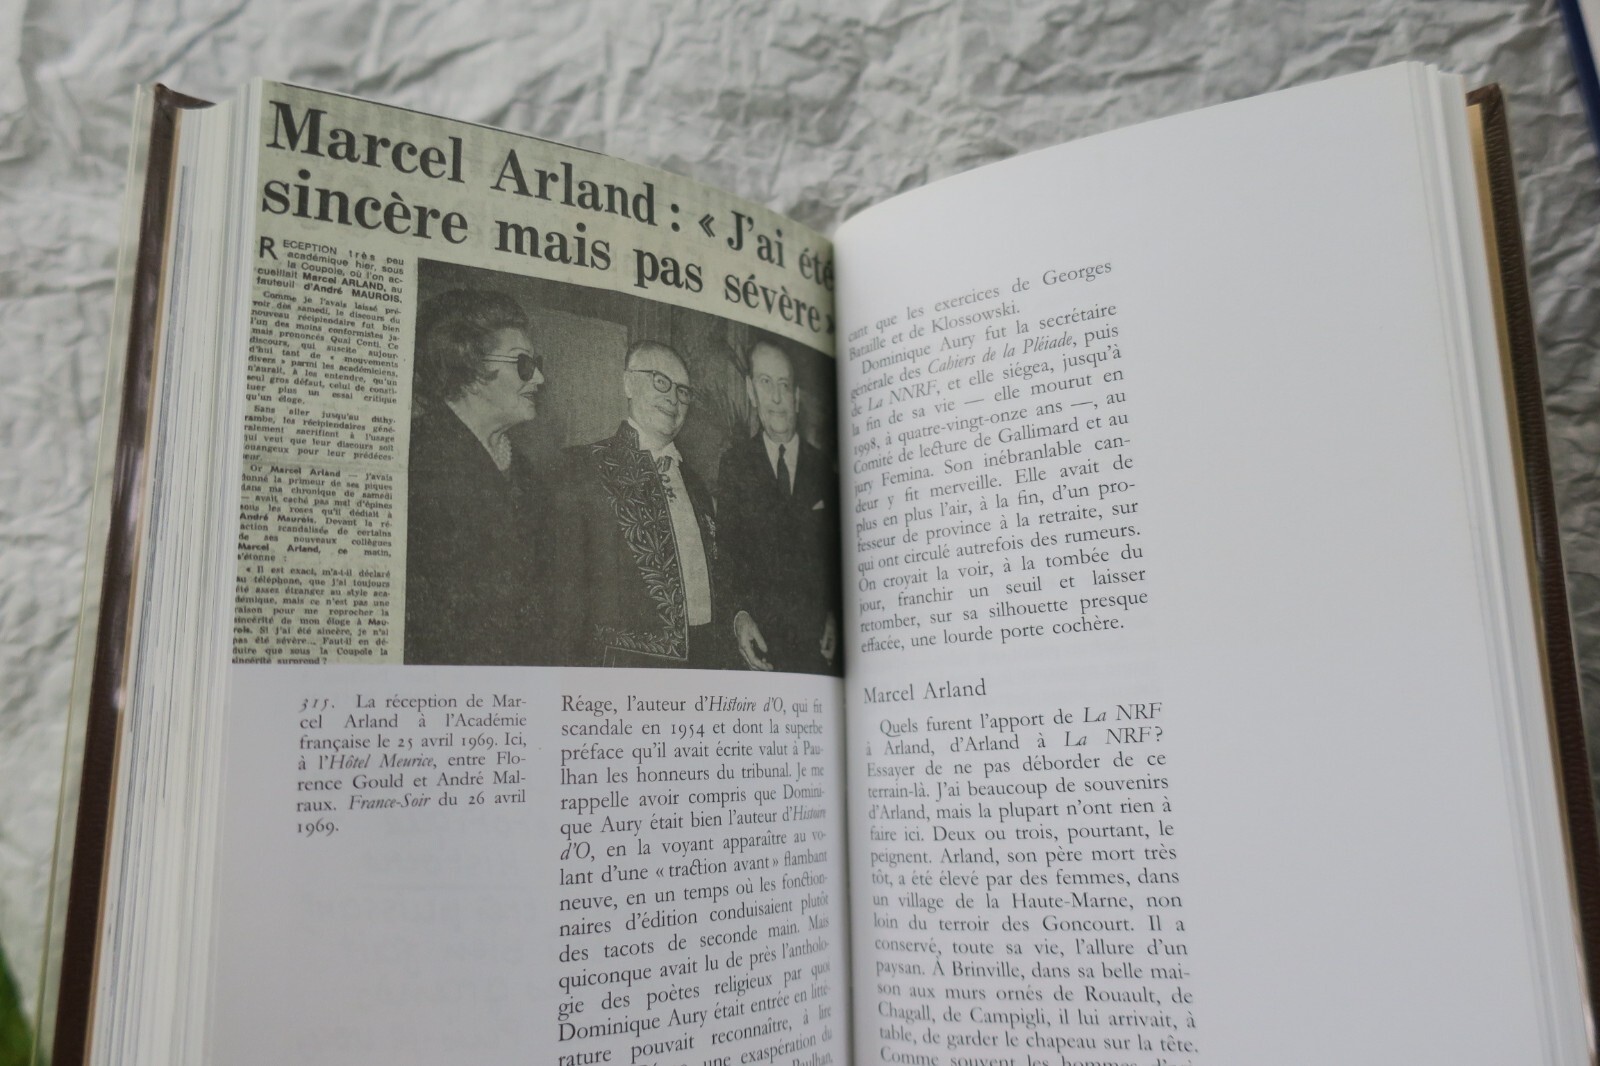 Marcel Arland : « J'ai été
sincère mais pas sévère »
RECEPTION très peu
académique hier, sous
la Coupole, où l'on ac-
cueillait Marcel ARLAND, au
fauteuil d'André MAUROIS.
Comme je l'avais laissé pré-
voir dès samedi, le discours du
nouveau récipiendaire fut bien
l'un des moins conformistes ja-
mais prononcés Quai Conti. Ce
discours, qui suscite aujour-
d'hui tant de « mouvements
divers » parmi les académiciens,
n'aurait, à les entendre, qu'un
seul gros défaut, celui de consti-
tuer plus un essai critique
qu'un éloge.
Sans aller jusqu'au dithy-
rambe, les récipiendaires géné-
ralement sacrifient à l'usage
qui veut que leur discours soit
louangeux pour leur prédéces-
seur.
Or Marcel Arland — j'avais
donné la primeur de ses piques
dans ma chronique de samedi
— avait caché pas mal d'épines
sous les roses qu'il dédiait à
André Maurois. Devant la ré-
action scandalisée de certains
de ses nouveaux collègues
Marcel Arland, ce matin,
s'étonne :
« Il est exact, m'a-t-il déclaré
au téléphone, que j'ai toujours
été assez étranger au style aca-
démique, mais ce n'est pas une
raison pour me reprocher la
sincérité de mon éloge à Mau-
rois. Si j'ai été sincère, je n'ai
pas été sévère... Faut-il en dé-
duire que sous la Coupole la
sincérité surprend ?
315. La réception de Mar-
cel Arland à l'Académie
française le 25 avril 1969. Ici,
à l'Hôtel Meurice, entre Flo-
rence Gould et André Mal-
raux. France-Soir du 26 avril
1969.
Réage, l'auteur d'Histoire d'O, qui fit
scandale en 1954 et dont la superbe
préface qu'il avait écrite valut à Pau-
lhan les honneurs du tribunal. Je me
rappelle avoir compris que Domini-
que Aury était bien l'auteur d'Histoire
d'O, en la voyant apparaître au vo-
lant d'une « traction avant » flambant
neuve, en un temps où les fonction-
naires d'édition conduisaient plutôt
des tacots de seconde main. Mais
quiconque avait lu de près l'antholo-
gie des poètes religieux par quoi
Dominique Aury était entrée en litté-
rature pouvait reconnaître, à lire
une exaspération du
Paulhan,
cant que les exercices de Georges
Bataille et de Klossowski.
Dominique Aury fut la secrétaire
générale des Cahiers de la Pléiade, puis
de La NNRF, et elle siégea, jusqu'à
la fin de sa vie — elle mourut en
1998, à quatre-vingt-onze ans —, au
Comité de lecture de Gallimard et au
jury Femina. Son inébranlable can-
deur y fit merveille. Elle avait de
plus en plus l'air, à la fin, d'un pro-
fesseur de province à la retraite, sur
qui ont circulé autrefois des rumeurs.
On croyait la voir, à la tombée du
jour, franchir un seuil et laisser
retomber, sur sa silhouette presque
effacée, une lourde porte cochère.
Marcel Arland
Quels furent l'apport de La NRF
à Arland, d'Arland à La NRF ?
Essayer de ne pas déborder de ce
terrain-là. J'ai beaucoup de souvenirs
d'Arland, mais la plupart n'ont rien à
faire ici. Deux ou trois, pourtant, le
peignent. Arland, son père mort très
tôt, a été élevé par des femmes, dans
un village de la Haute-Marne, non
loin du terroir des Goncourt. Il a
conservé, toute sa vie, l'allure d'un
paysan. À Brinville, dans sa belle mai-
son aux murs ornés de Rouault, de
Chagall, de Campigli, il lui arrivait, à
table, de garder le chapeau sur la tête.
Comme souvent les hommes